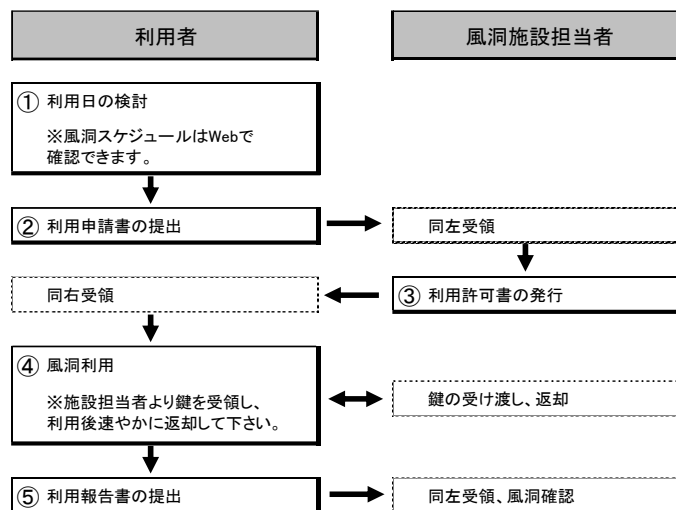 利用者
風洞施設担当者
① 利用日の検討
※風洞スケジュールはWebで
確認できます。
② 利用申請書の提出
同左受領
同右受領
③ 利用許可書の発行
④ 風洞利用
※施設担当者より鍵を受領し、
利用後速やかに返却して下さい。
鍵の受け渡し、返却
⑤ 利用報告書の提出
同左受領、風洞確認